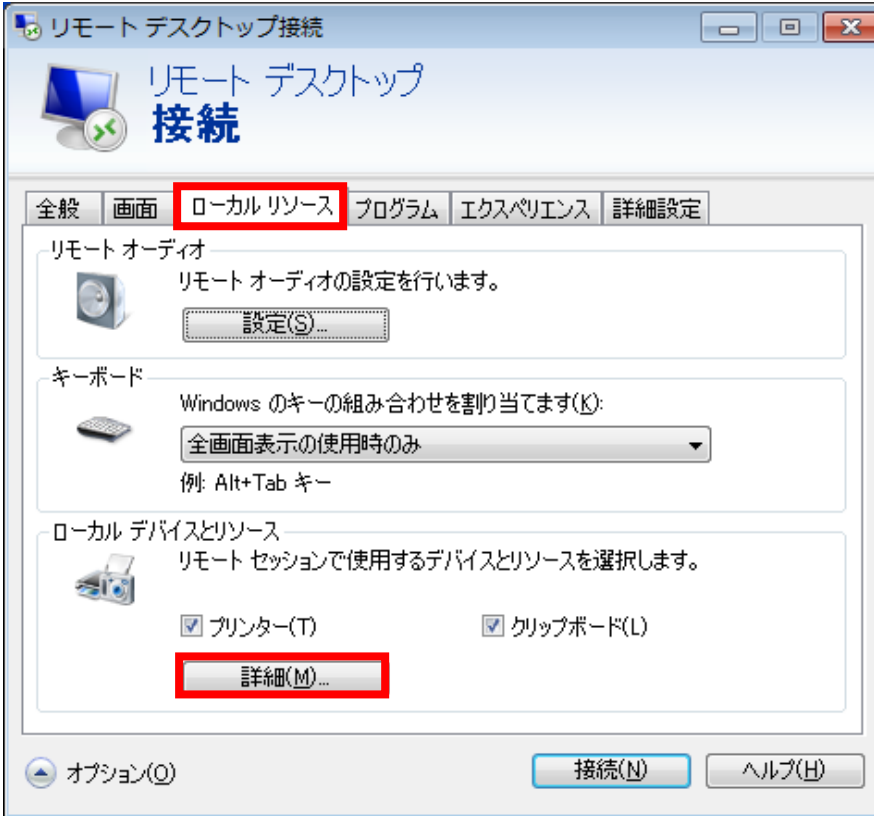 リモート デスクトップ接続
リモート デスクトップ
接続
全般 画面 ローカル リソース プログラム エクスペリエンス 詳細設定
リモート オーディオ
リモート オーディオの設定を行います。
設定(S)...
キーボード
Windows のキーの組み合わせを割り当てます(K):
全画面表示の使用時のみ
例: Alt+Tab キー
ローカル デバイスとリソース
リモート セッションで使用するデバイスとリソースを選択します。
プリンター(T) クリップボード(L)
詳細(M)...
オプション(O) 接続(N) ヘルプ(H)